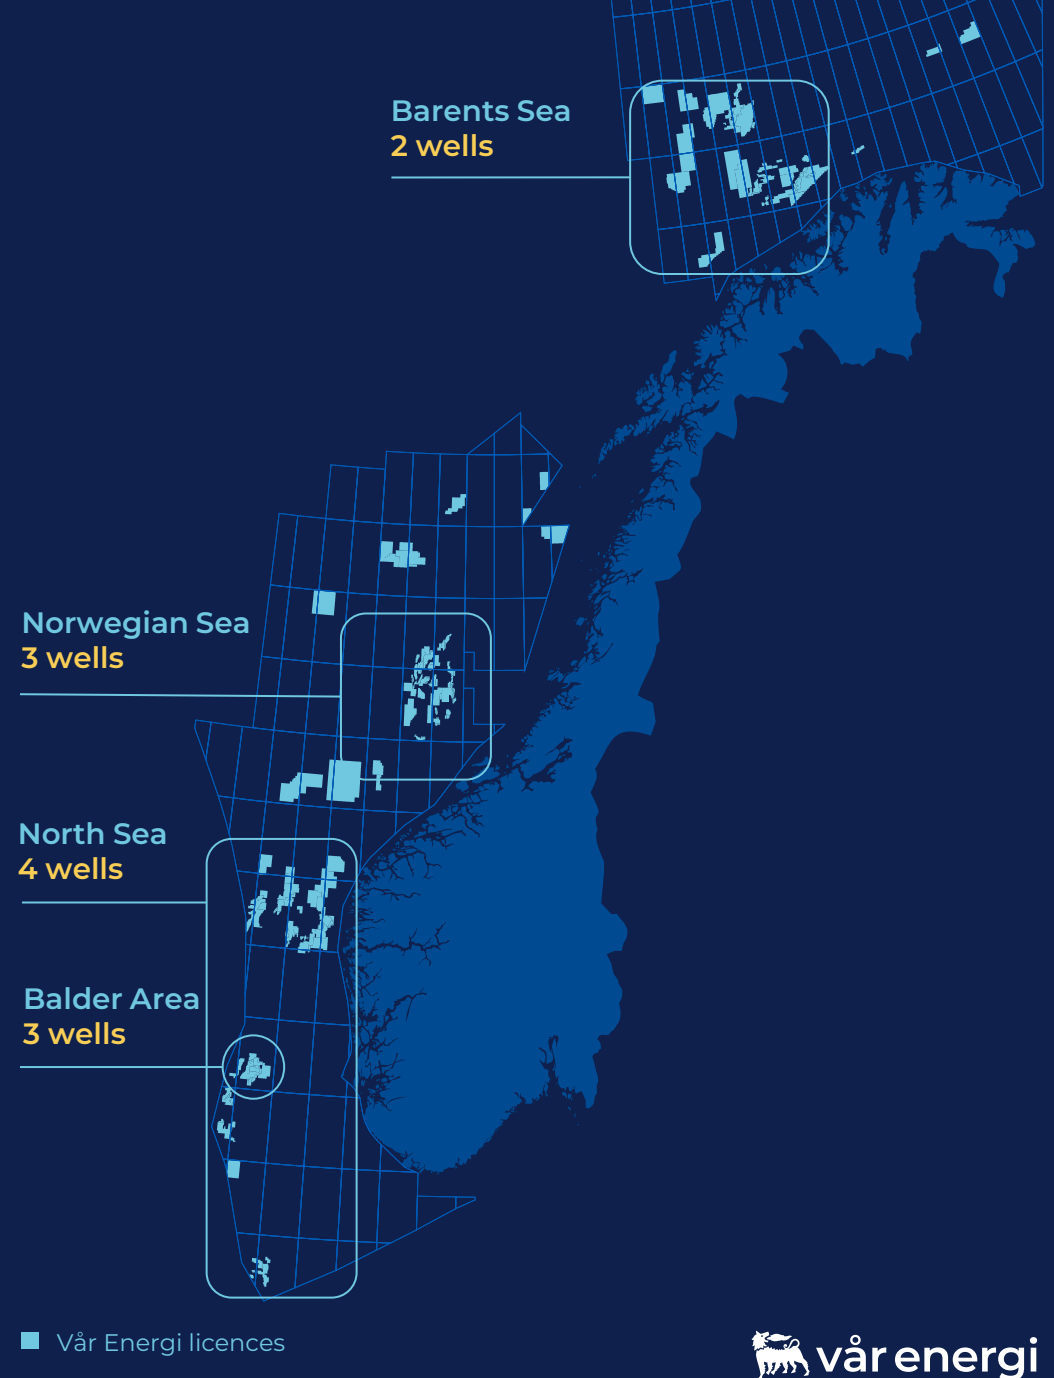 Barents Sea
2 wells
Norwegian Sea
3 wells
North Sea
4 wells
Balder Area
3 wells
Vår Energi licences
vår energi